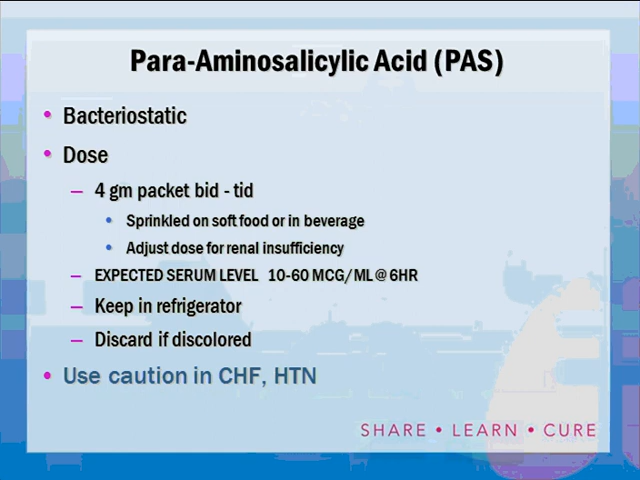 Para-Aminosalicylic Acid (PAS)
• Bacteriostatic
• Dose
– 4 gm packet bid - tid
• Sprinkled on soft food or in beverage
• Adjust dose for renal insufficiency
– EXPECTED SERUM LEVEL 10-60 MCG/ML@6HR
– Keep in refrigerator
– Discard if discolored
• Use caution in CHF, HTN
SHARE • LEARN • CURE